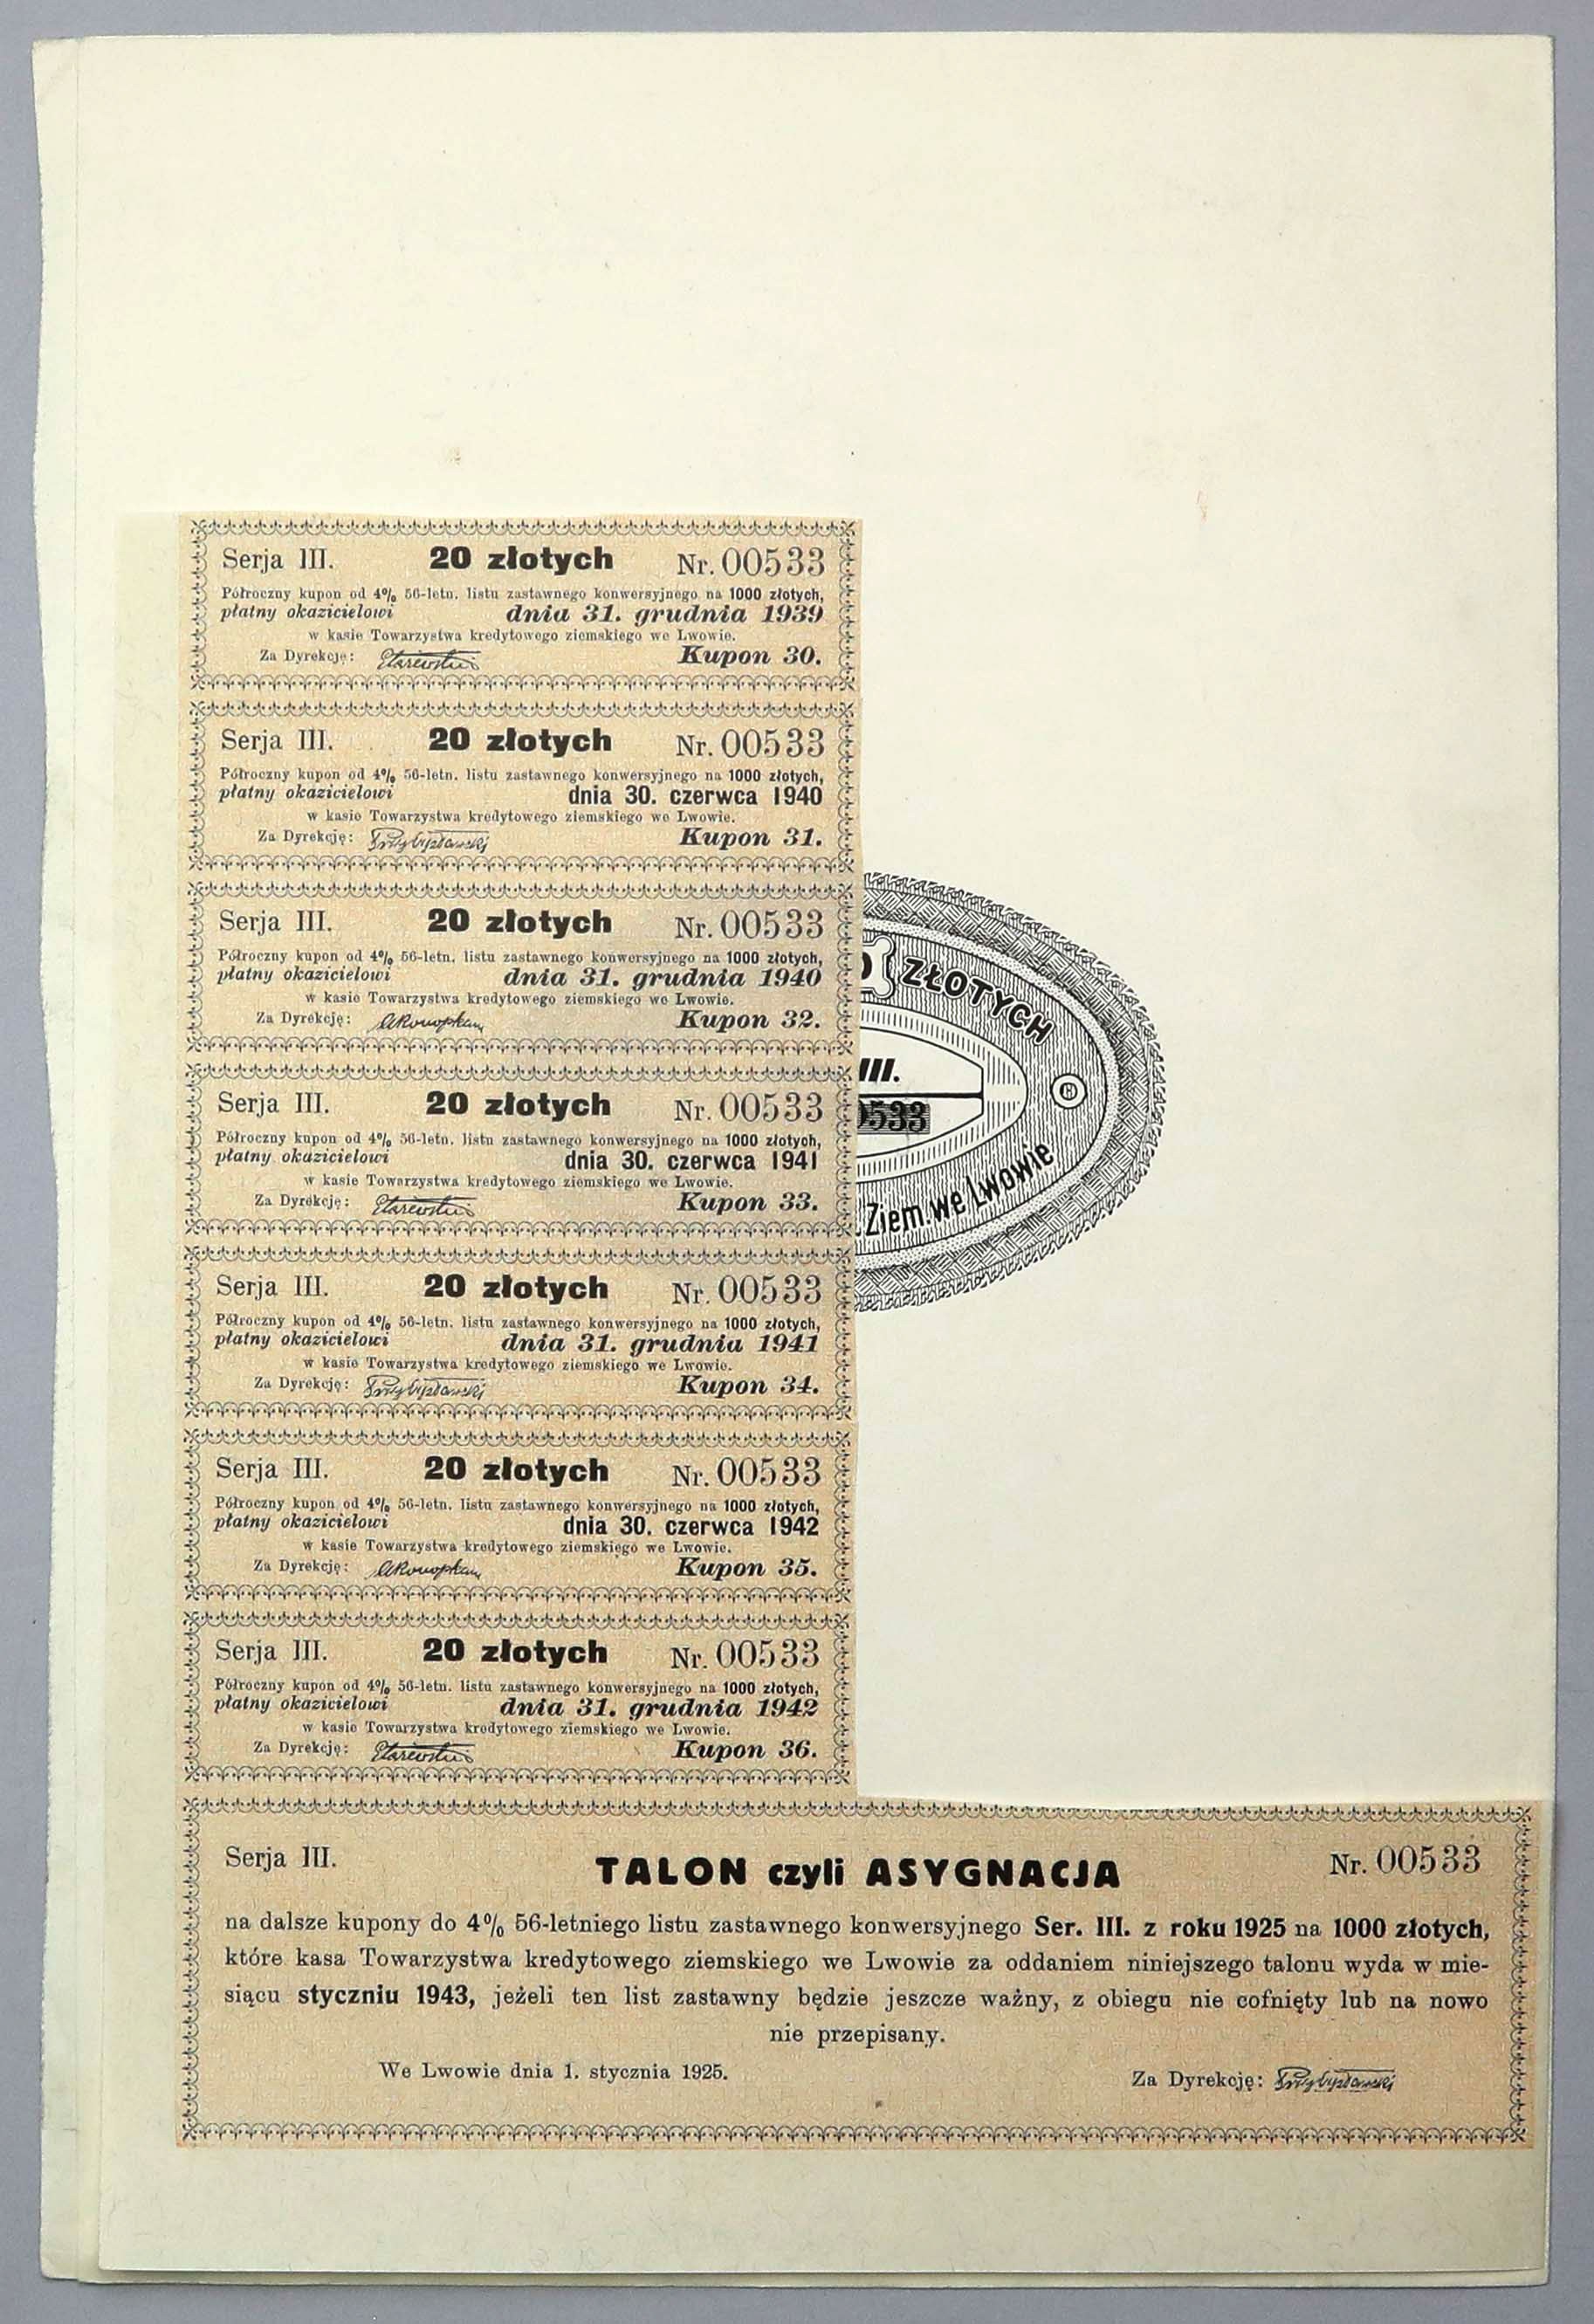 Serja III. 20 złotych Nr. 00533
Półroczny kupon od 4% 56-letn. listu zastawnego konwersyjnego na 1000 złotych,
płatny okazicielowi dnia 31. grudnia 1939
w kasie Towarzystwa kredytowego ziemskiego we Lwowie.
Za Dyrekcję: Kupon 30.
Serja III. 20 złotych Nr. 00533
Półroczny kupon od 4% 56-letn. listu zastawnego konwersyjnego na 1000 złotych,
płatny okazicielowi dnia 30. czerwca 1940
w kasie Towarzystwa kredytowego ziemskiego we Lwowie.
Za Dyrekcję: Kupon 31.
Serja III. 20 złotych Nr. 00533
Półroczny kupon od 4% 56-letn. listu zastawnego konwersyjnego na 1000 złotych,
płatny okazicielowi dnia 31. grudnia 1940
w kasie Towarzystwa kredytowego ziemskiego we Lwowie.
Za Dyrekcję: Kupon 32.
ZŁOTYCH
III.
0533
Ziem. we Lwowie
Serja III. 20 złotych Nr. 00533
Półroczny kupon od 4% 56-letn. listu zastawnego konwersyjnego na 1000 złotych,
płatny okazicielowi dnia 30. czerwca 1941
w kasie Towarzystwa kredytowego ziemskiego we Lwowie.
Za Dyrekcję: Kupon 33.
Serja III. 20 złotych Nr. 00533
Półroczny kupon od 4% 56-letn. listu zastawnego konwersyjnego na 1000 złotych,
płatny okazicielowi dnia 31. grudnia 1941
w kasie Towarzystwa kredytowego ziemskiego we Lwowie.
Za Dyrekcję: Kupon 34.
Serja III. 20 złotych Nr. 00533
Półroczny kupon od 4% 56-letn. listu zastawnego konwersyjnego na 1000 złotych,
płatny okazicielowi dnia 30. czerwca 1942
w kasie Towarzystwa kredytowego ziemskiego we Lwowie.
Za Dyrekcję: Kupon 35.
Serja III. 20 złotych Nr. 00533
Półroczny kupon od 4% 56-letn. listu zastawnego konwersyjnego na 1000 złotych,
płatny okazicielowi dnia 31. grudnia 1942
w kasie Towarzystwa kredytowego ziemskiego we Lwowie.
Za Dyrekcję: Kupon 36.
Serja III. TALON czyli ASYGNACJA Nr. 00533
na dalsze kupony do 4% 56-letniego listu zastawnego konwersyjnego Ser. III. z roku 1925 na 1000 złotych,
które kasa Towarzystwa kredytowego ziemskiego we Lwowie za oddaniem niniejszego talonu wyda w mie-
siącu styczniu 1943, jeżeli ten list zastawny będzie jeszcze ważny, z obiegu nie cofnięty lub na nowo
nie przepisany.
We Lwowie dnia 1. stycznia 1925. Za Dyrekcję: